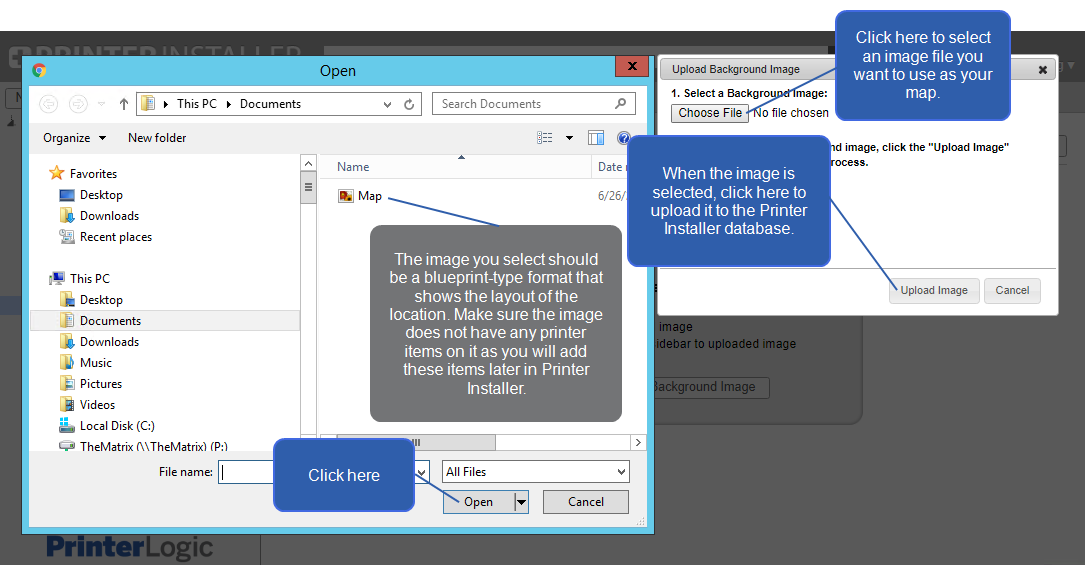 PRINTER INSTALLER
Open
x
This PC
Documents
Search Documents
Organize
New folder
Favorites
Desktop
Downloads
Recent places
This PC
Desktop
Documents
Downloads
Music
Pictures
Videos
Local Disk (C:)
TheMatrix (\\TheMatrix) (P:)
Name
Date
Map
6/26/
The image you select should
be a blueprint-type format that
shows the layout of the
location. Make sure the image
does not have any printer
items on it as you will add
these items later in Printer
Installer.
File name:
All Files
Click here
Open
Cancel
Upload Background Image
1. Select a Background Image:
Choose File No file chosen
nd image, click the "Upload Image"
rocess.
Click here to select
an image file you
want to use as your
map.
When the image is
selected, click here to
upload it to the Printer
Installer database.
Upload Image
Cancel
image
idebar to uploaded image
Background Image
PrinterLogic